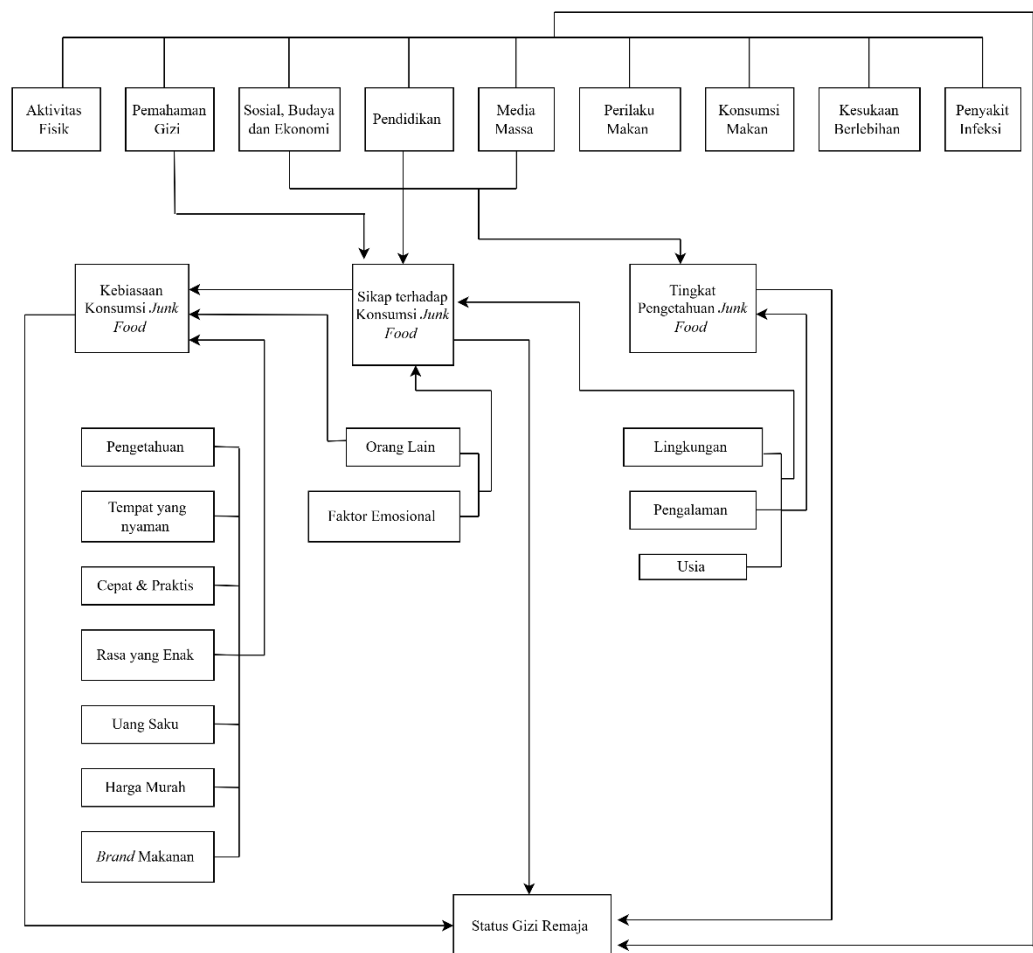 Aktivitas
Fisik
Pemahaman
Gizi
Sosial, Budaya
dan Ekonomi
Pendidikan
Media
Massa
Perilaku
Makan
Konsumsi
Makan
Kesukaan
Berlebihan
Penyakit
Infeksi
Kebiasaan
Konsumsi Junk
Food
Sikap terhadap
Konsumsi Junk
Food
Tingkat
Pengetahuan Junk
Food
Pengetahuan
Tempat yang
nyaman
Cepat & Praktis
Rasa yang Enak
Uang Saku
Harga Murah
Brand Makanan
Orang Lain
Faktor Emosional
Lingkungan
Pengalaman
Usia
Status Gizi Remaja